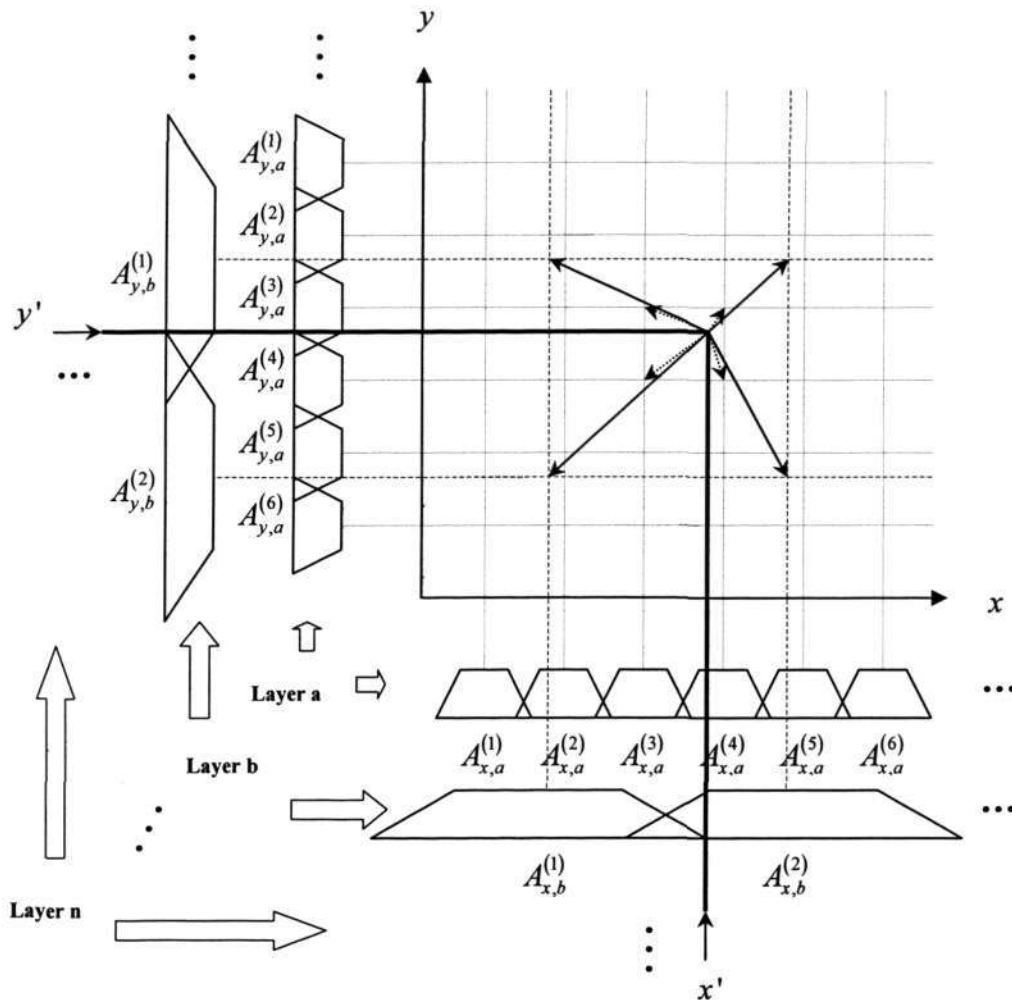 y
A_{y,a}^{(1)}
A_{y,a}^{(2)}
A_{y,b}^{(1)}
A_{y,a}^{(3)}
y'
A_{y,a}^{(4)}
A_{y,a}^{(5)}
A_{y,b}^{(2)}
A_{y,a}^{(6)}
x
Layer a
Layer b
A_{x,a}^{(1)} A_{x,a}^{(2)} A_{x,a}^{(3)} A_{x,a}^{(4)} A_{x,a}^{(5)} A_{x,a}^{(6)}
A_{x,b}^{(1)} A_{x,b}^{(2)}
Layer n
x'